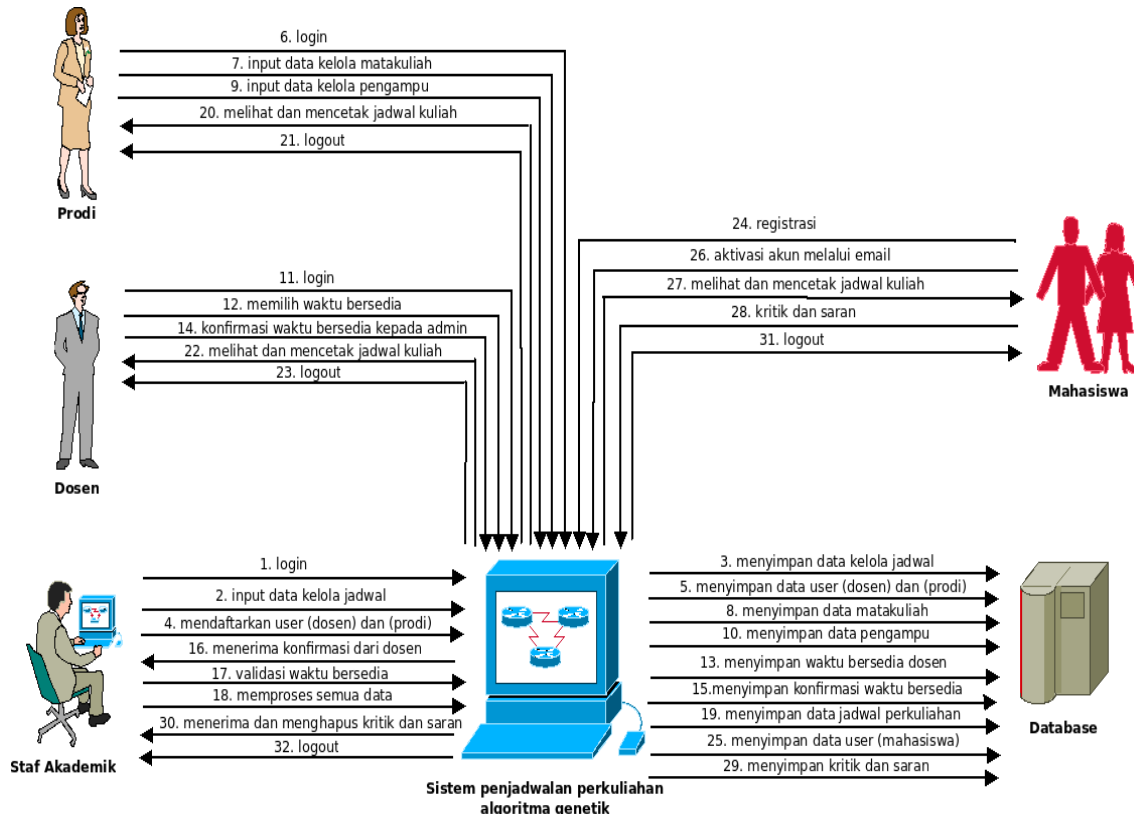 6. login
7. input data kelola matakuliah
9. input data kelola pengampu
20. melihat dan mencetak jadwal kuliah
21. logout
Prodi
24. registrasi
26. aktivasi akun melalui email
27. melihat dan mencetak jadwal kuliah
28. kritik dan saran
31. logout
Mahasiswa
11. login
12. memilih waktu bersedia
14. konfirmasi waktu bersedia kepada admin
22. melihat dan mencetak jadwal kuliah
23. logout
Dosen
1. login
2. input data kelola jadwal
4. mendaftarkan user (dosen) dan (prodi)
16. menerima konfirmasi dari dosen
17. validasi waktu bersedia
18. memproses semua data
30. menerima dan menghapus kritik dan saran
32. logout
Staf Akademik
Sistem penjadwalan perkuliahan
algoritma genetik
3. menyimpan data kelola jadwal
5. menyimpan data user (dosen) dan (prodi)
8. menyimpan data matakuliah
10. menyimpan data pengampu
13. menyimpan waktu bersedia dosen
15.menyimpan konfirmasi waktu bersedia
19. menyimpan data jadwal perkuliahan
25. menyimpan data user (mahasiswa)
29. menyimpan kritik dan saran
Database